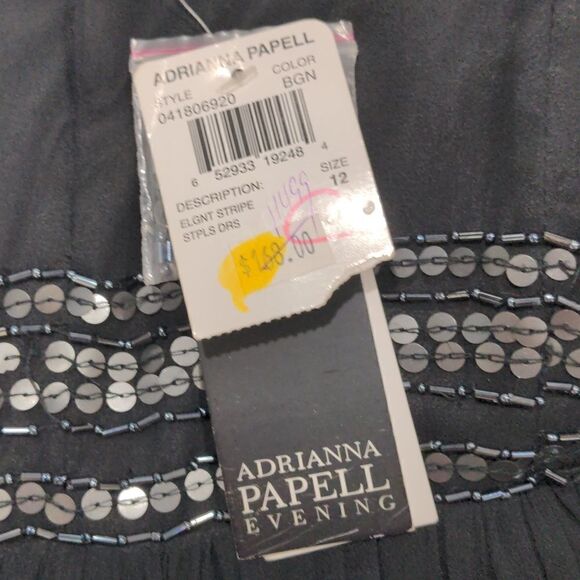 ADRIANNA PAPELL
STYLE COLOR
041806920 BGN
6 52933 19248 4
DESCRIPTION: SIZE
ELGNT STRIPE 12
STPLS DRS
$168.00
ADRIANNA
PAPELL
EVENING